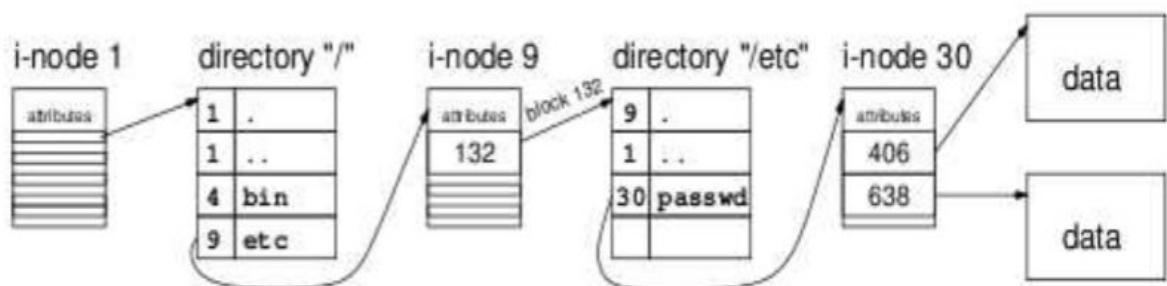 i-node 1
attributes
directory "/"
1 .
1 ..
4 bin
9 etc
i-node 9
attributes
132
block 132
directory "/etc"
9 .
1 ..
30 passwd
i-node 30
attributes
406
638
data
data